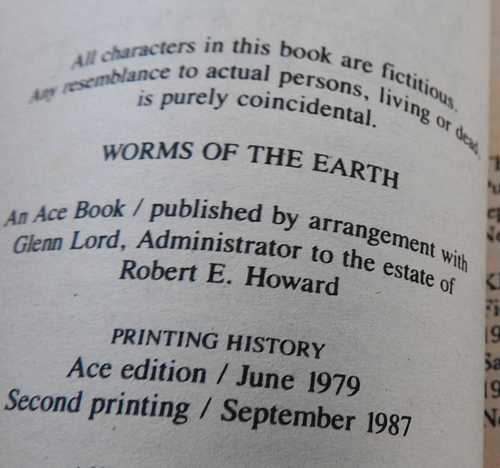 All characters in this book are fictitious.
Any resemblance to actual persons, living or dead,
is purely coincidental.
WORMS OF THE EARTH
An Ace Book / published by arrangement with
Glenn Lord, Administrator to the estate of
Robert E. Howard
PRINTING HISTORY
Ace edition / June 1979
Second printing / September 1987